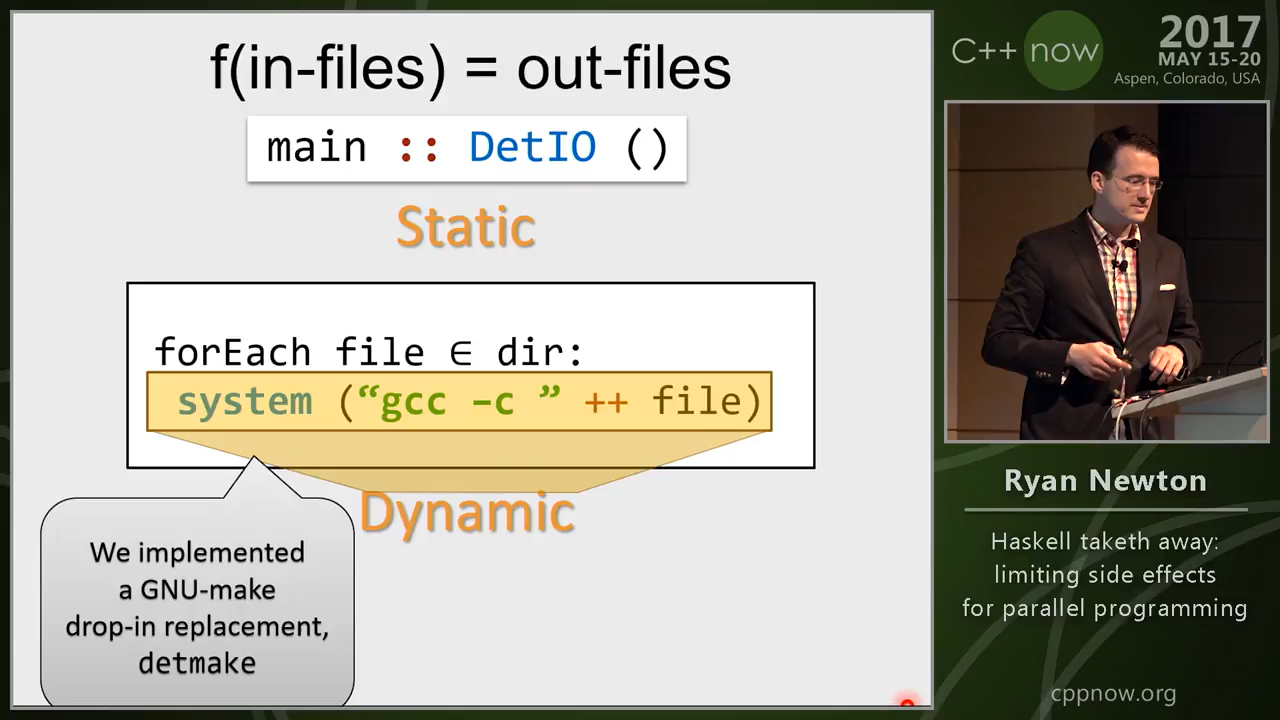 f(in-files) = out-files
main :: DetIO ()
Static
forEach file ∈ dir:
system (“gcc –c ” ++ file)
Dynamic
We implemented
a GNU-make
drop-in replacement,
detmake
C++ now
2017
MAY 15-20
Aspen, Colorado, USA
Ryan Newton
Haskell taketh away:
limiting side effects
for parallel programming
cppnow.org